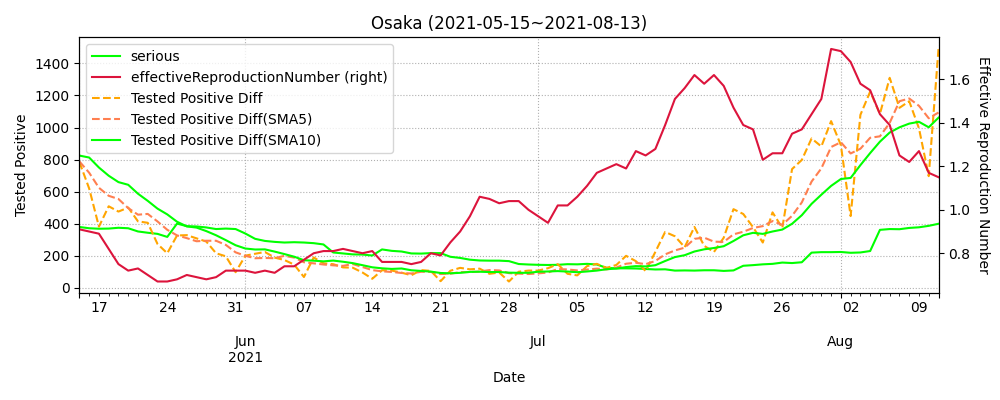 Osaka (2021-05-15~2021-08-13)
serious
effectiveReproductionNumber (right)
Tested Positive Diff
Tested Positive Diff(SMA5)
Tested Positive Diff(SMA10)
Tested Positive
1400
1200
1000
800
600
400
200
0
Effective Reproduction Number
1.6
1.4
1.2
1.0
0.8
17 24 31 07 14 21 28 05 12 19 26 02 09
Jun Jul Aug
2021
Date